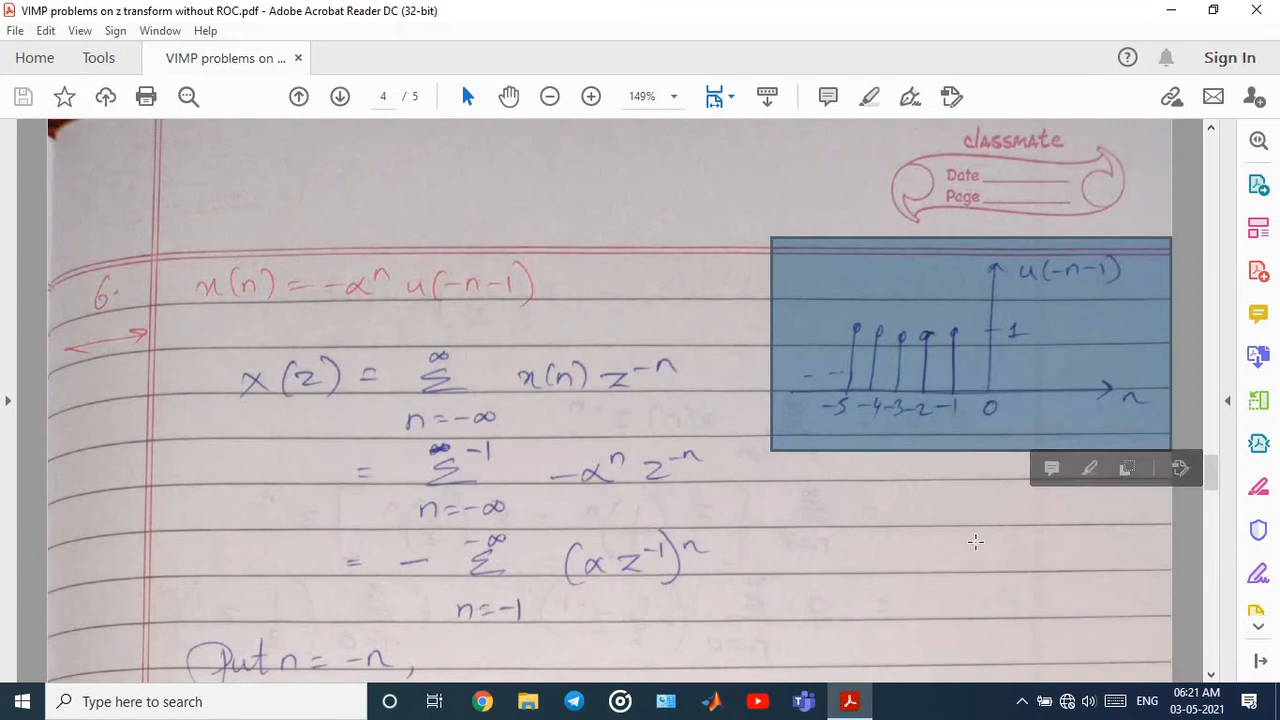 VIMP problems on z transform without ROC.pdf - Adobe Acrobat Reader DC (32-bit)
File Edit View Sign Window Help
Home Tools VIMP problems on ... × Sign In
4 / 5 149%
classmate
Date
Page
6. x(n) = -α^n u(-n-1)
u(-n-1)
1
- -- -5 -4 -3 -2 -1 0 n
X(z) = Σ x(n) z^-n
∞
n = -∞
= Σ -α^n z^-n
-1
n = -∞
= - Σ (α z^-1)^n
-∞
n = -1
Put n = -n,
Type here to search
ENG 06:21 AM
03-05-2021